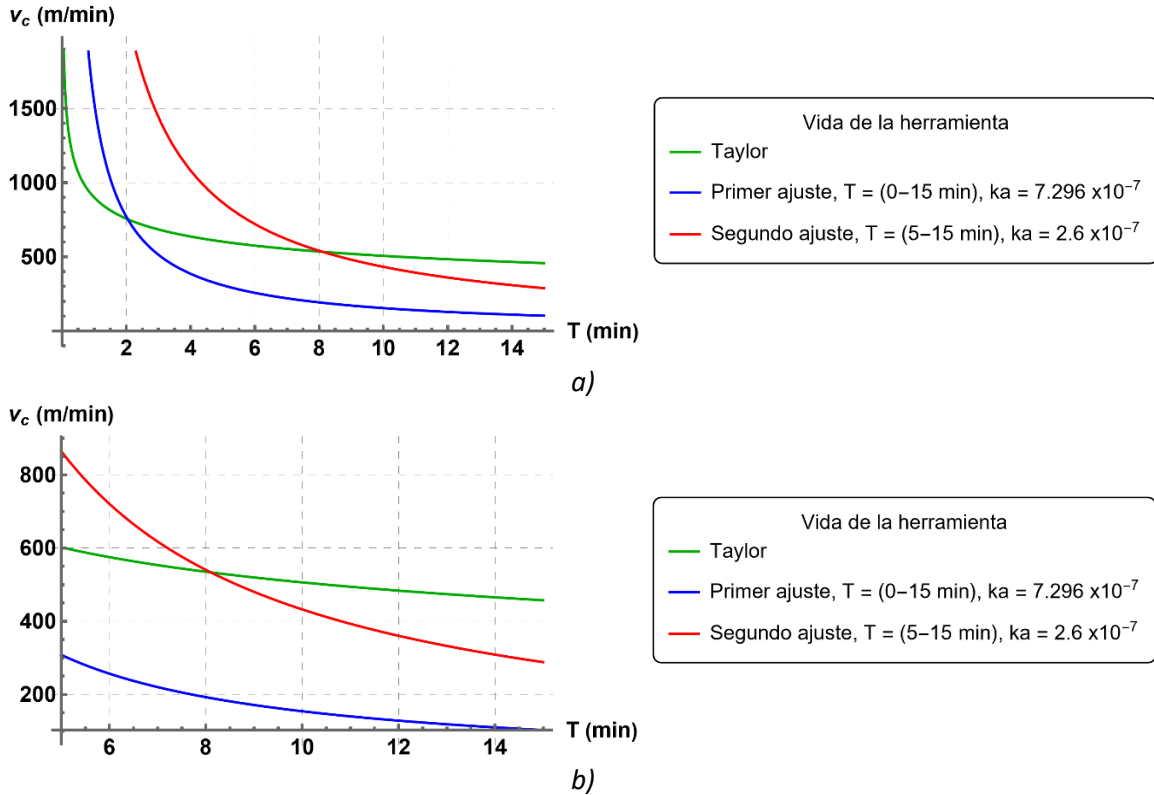 v_c (m/min)
1500
1000
500
2 4 6 8 10 12 14
T (min)
Vida de la herramienta
Taylor
Primer ajuste, T = (0–15 min), ka = 7.296 x10⁻⁷
Segundo ajuste, T = (5–15 min), ka = 2.6 x10⁻⁷
a)
v_c (m/min)
800
600
400
200
6 8 10 12 14
T (min)
Vida de la herramienta
Taylor
Primer ajuste, T = (0–15 min), ka = 7.296 x10⁻⁷
Segundo ajuste, T = (5–15 min), ka = 2.6 x10⁻⁷
b)